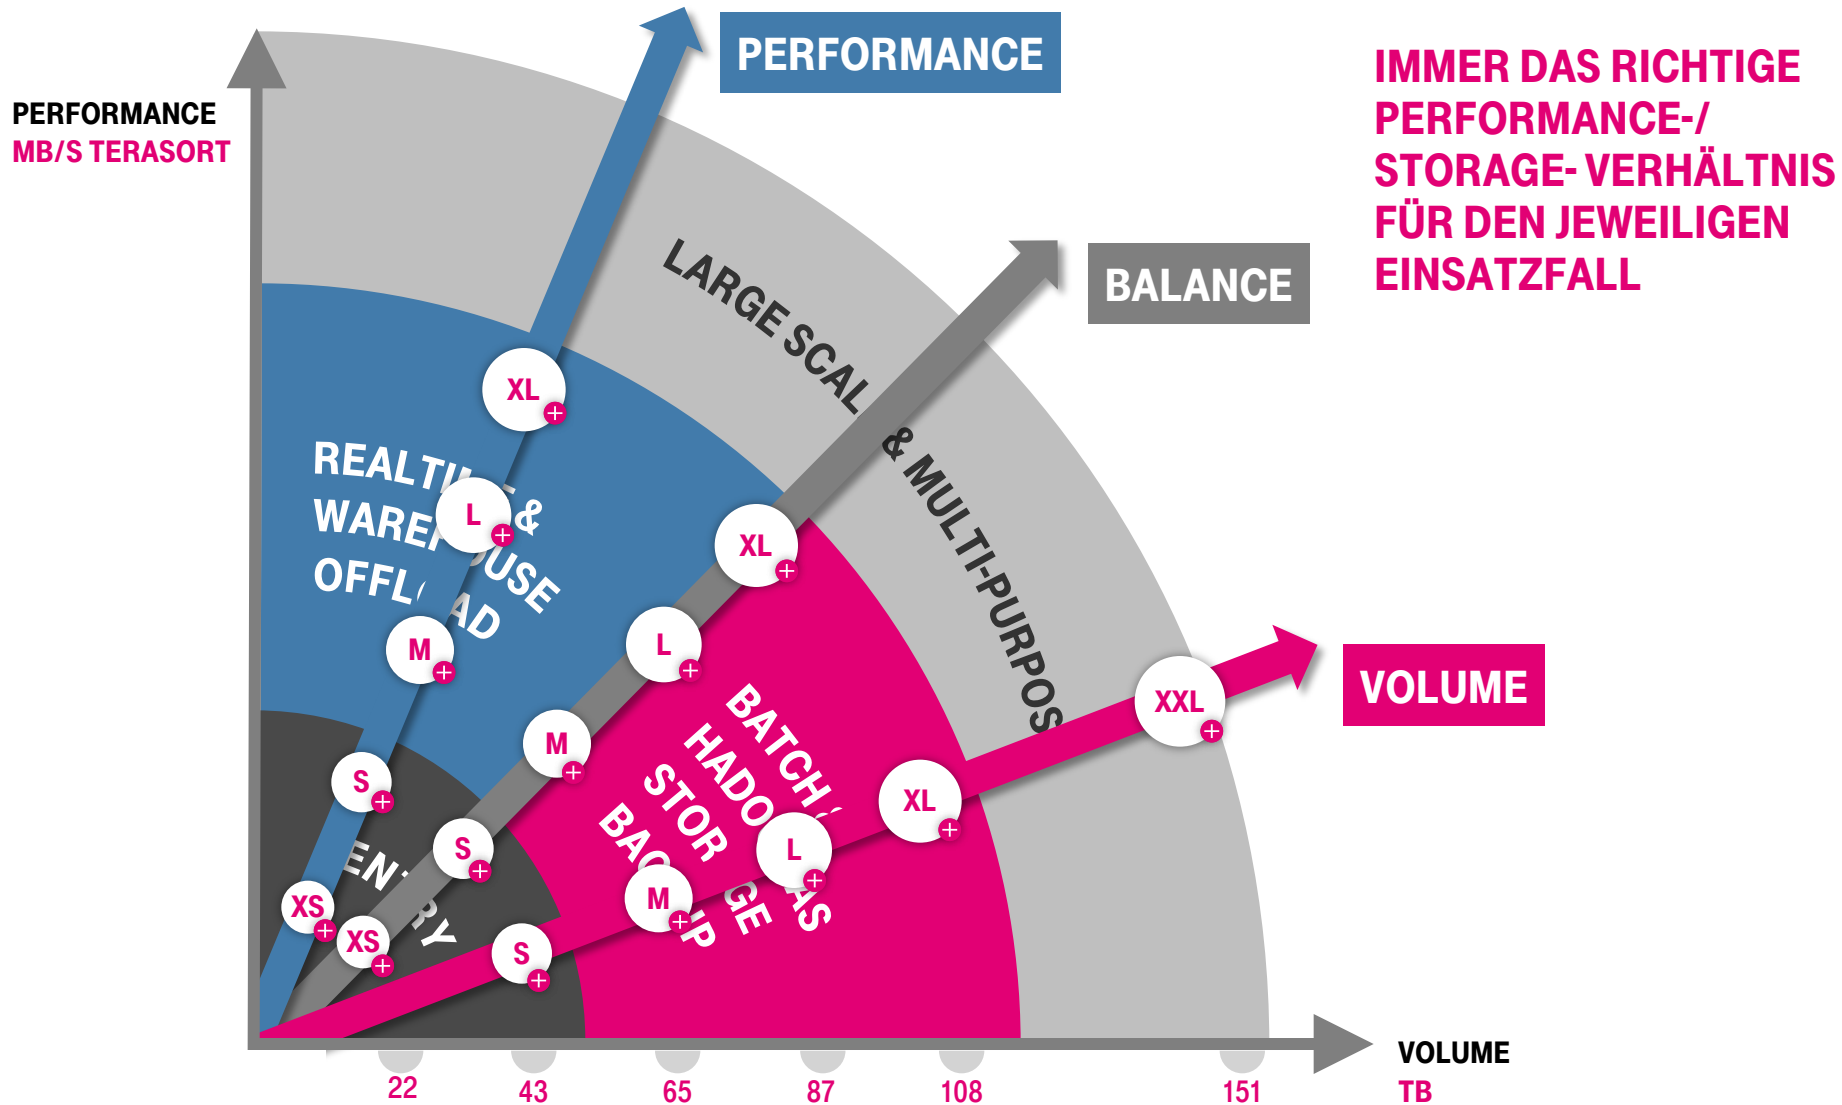 PERFORMANCE
MB/S TERASORT
PERFORMANCE
BALANCE
VOLUME
IMMER DAS RICHTIGE
PERFORMANCE-/
STORAGE- VERHÄLTNIS
FÜR DEN JEWEILIGEN
EINSATZFALL
LARGE SCAL & MULTI-PURPOS
XL
L
M
S
XS
XL
L
M
S
XS
XXL
XL
L
M
S
&
22
43
65
87
108
151
VOLUME
TB